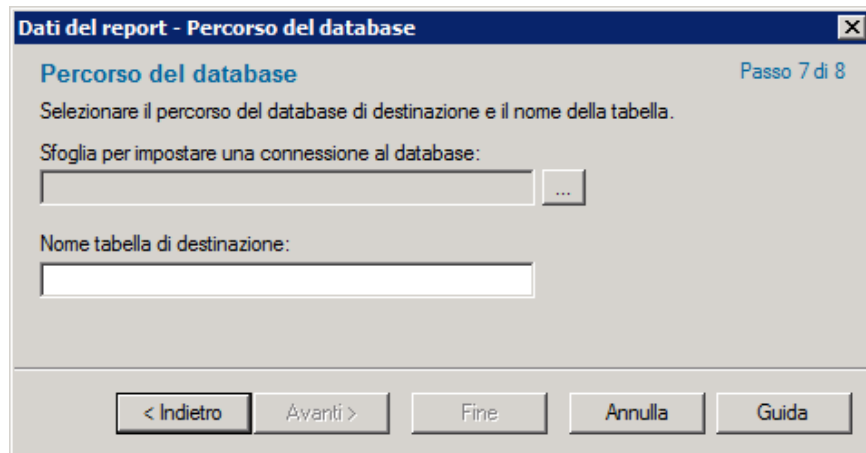 Dati del report - Percorso del database
Percorso del database
Passo 7 di 8
Selezionare il percorso del database di destinazione e il nome della tabella.
Sfoglia per impostare una connessione al database:
...
Nome tabella di destinazione:
< Indietro
Avanti >
Fine
Annulla
Guida